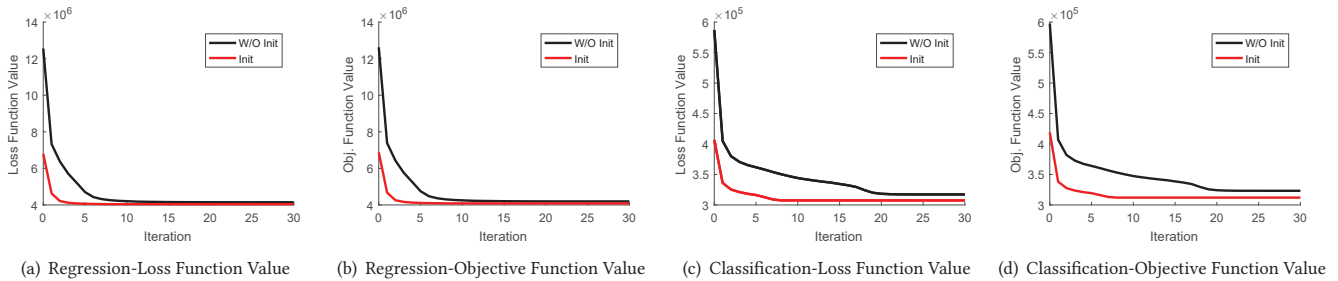 ×10⁶
14
12
10
8
6
4
Loss Function Value
W/O Init
Init
0 5 10 15 20 25 30
Iteration
(a) Regression-Loss Function Value
×10⁶
14
12
10
8
6
4
Obj. Function Value
W/O Init
Init
0 5 10 15 20 25 30
Iteration
(b) Regression-Objective Function Value
×10⁵
6
5 5
5
4 5
4
3 5
3
Loss Function Value
W/O Init
Init
0 5 10 15 20 25 30
Iteration
(c) Classification-Loss Function Value
×10⁵
6
5 5
5
4 5
4
3 5
3
Obj. Function Value
W/O Init
Init
0 5 10 15 20 25 30
Iteration
(d) Classification-Objective Function Value